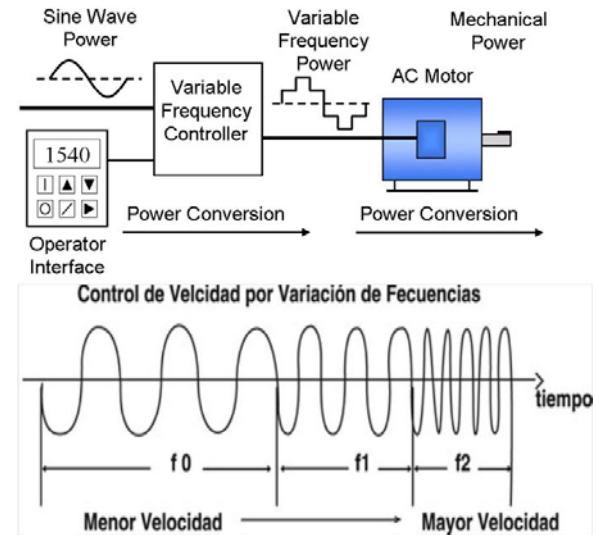 Sine Wave
Power
Variable
Frequency
Power
Mechanical
Power
AC Motor
Variable
Frequency
Controller
1540
Operator
Interface
Power Conversion
Power Conversion
Control de Velcidad por Variación de Fecuencias
tiempo
f 0
f1
f2
Menor Velocidad
Mayor Velocidad